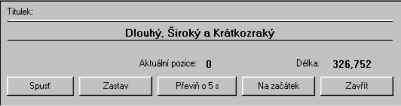 Titulek:
Dlouhý, Široký a Krátkozraký
Aktuální pozice: 0 Délka: 326,752
Spusť Zastav Převiň o 5 s Na začátek Zavřít